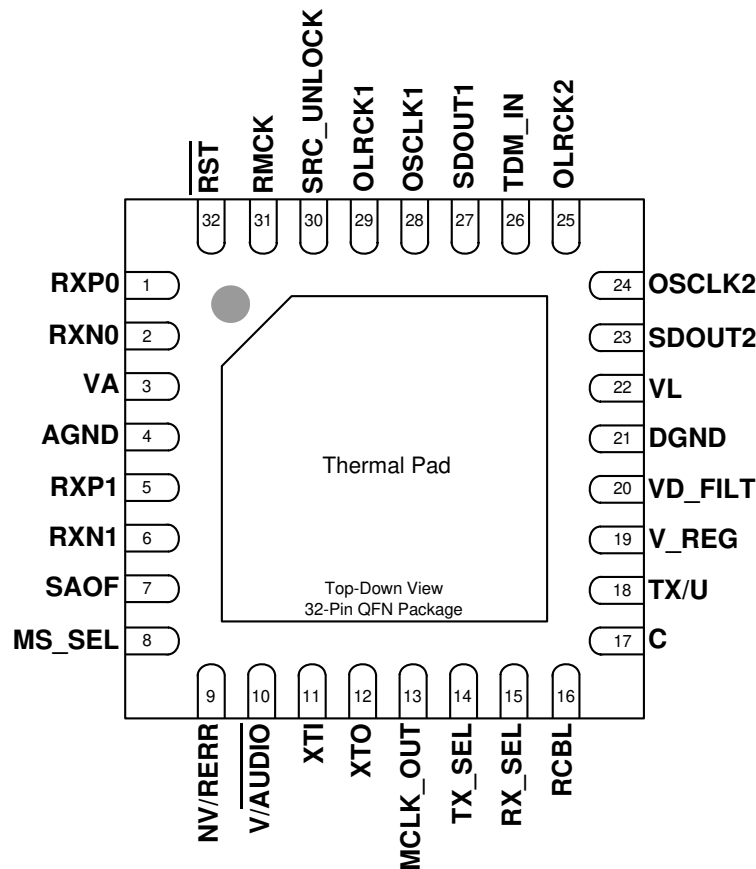 RST
RMCK
SRC_UNLOCK
OLRCK1
OSCLK1
SDOUT1
TDM_IN
OLRCK2
32
31
30
29
28
27
26
25
RXP0 1
RXN0 2
VA 3
AGND 4
RXP1 5
RXN1 6
SAOF 7
MS_SEL 8
24 OSCLK2
23 SDOUT2
22 VL
21 DGND
20 VD_FILT
19 V_REG
18 TX/U
17 C
Thermal Pad
Top-Down View
32-Pin QFN Package
9
10
11
12
13
14
15
16
NV/RERR
V/AUDIO
XTI
XTO
MCLK_OUT
TX_SEL
RX_SEL
RCBL